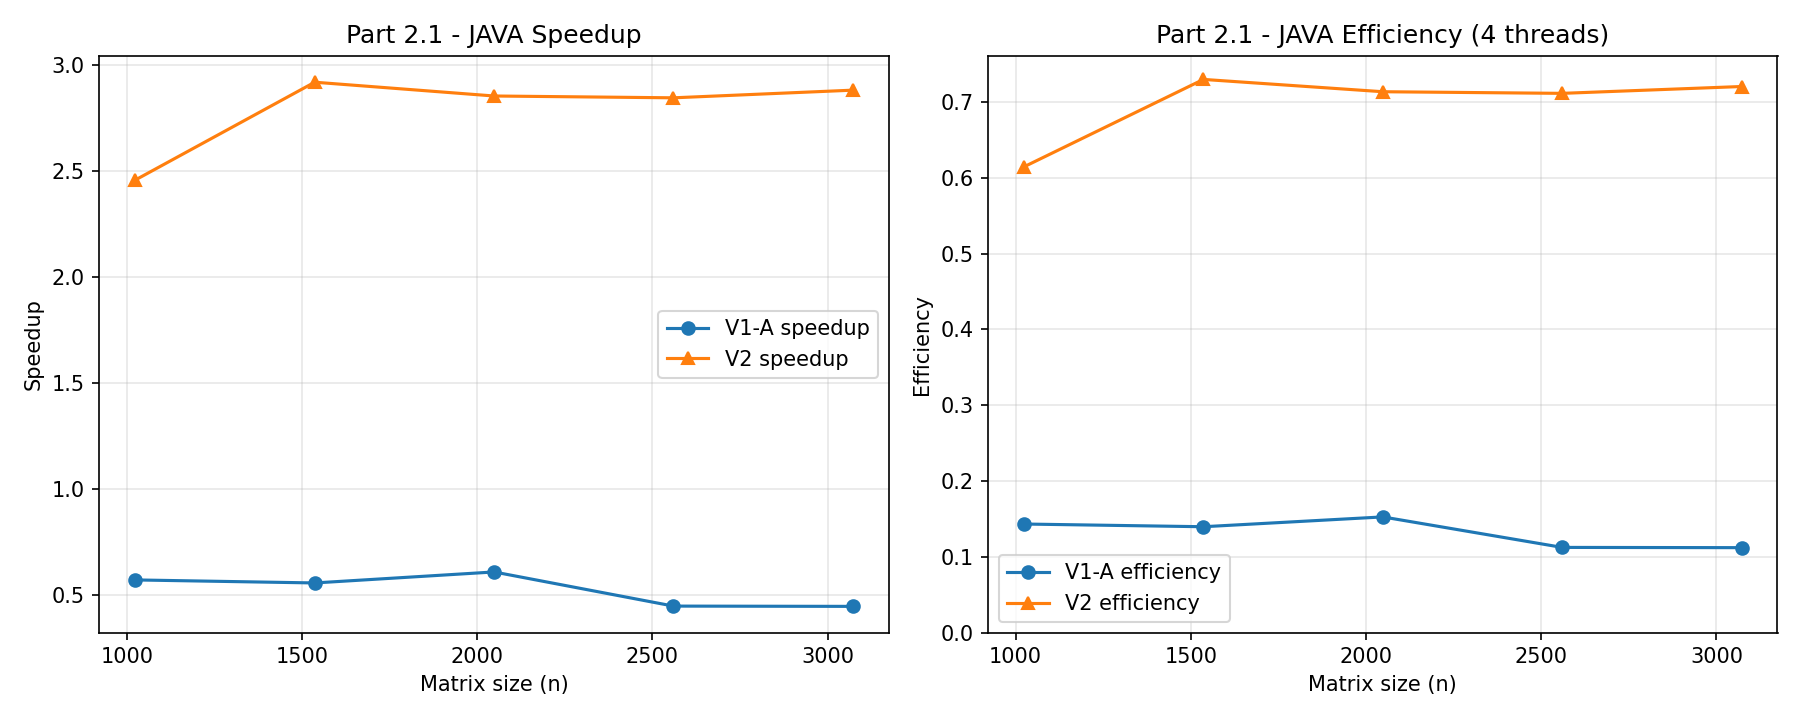 Part 2.1 - JAVA Speedup
3.0
2.5
2.0
1.5
1.0
0.5
Speedup
V1-A speedup
V2 speedup
1000 1500 2000 2500 3000
Matrix size (n)
Part 2.1 - JAVA Efficiency (4 threads)
0.7
0.6
0.5
0.4
0.3
0.2
0.1
0.0
Efficiency
V1-A efficiency
V2 efficiency
1000 1500 2000 2500 3000
Matrix size (n)